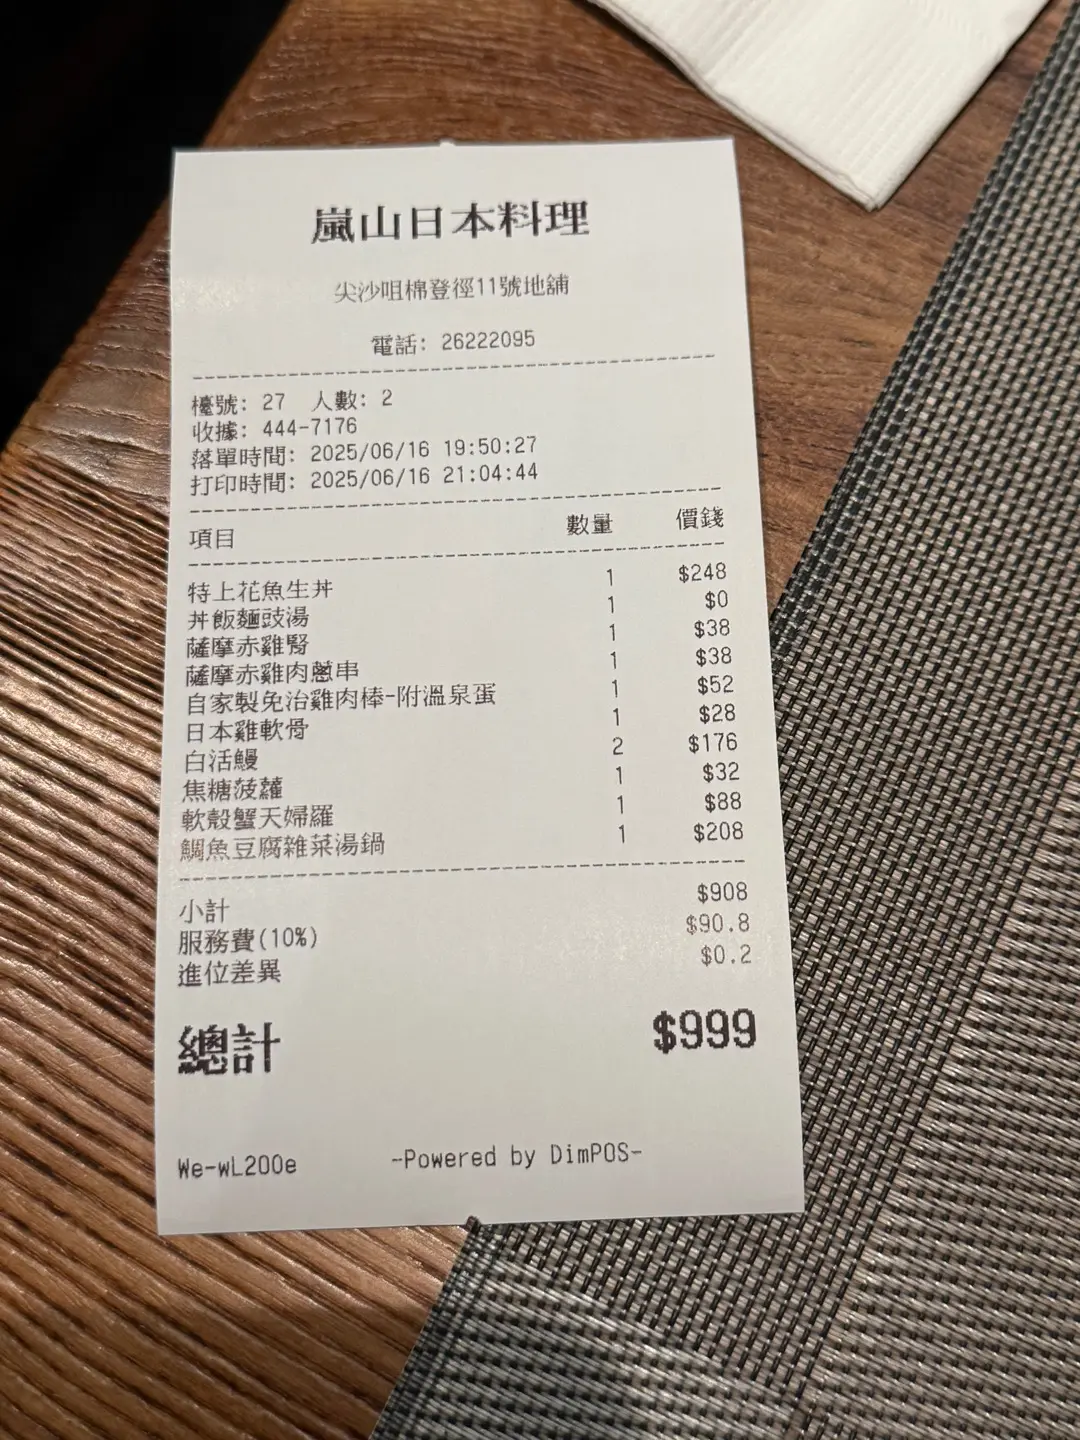 嵐山日本料理
尖沙咀棉登徑11號地舖
電話: 26222095
檯號: 27 人數: 2
收據: 444-7176
落單時間: 2025/06/16 19:50:27
打印時間: 2025/06/16 21:04:44
項目 數量 價錢
特上花魚生丼 1 $248
丼飯麵豉湯 1 $0
薩摩赤雞腎 1 $38
薩摩赤雞肉蔥串 1 $38
自家製免治雞肉棒-附溫泉蛋 1 $52
日本雞軟骨 1 $28
白活鰻 2 $176
焦糖菠蘿 1 $32
軟殼蟹天婦羅 1 $88
鯛魚豆腐雜菜湯鍋 1 $208
小計 $908
服務費(10%) $90.8
進位差異 $0.2
總計 $999
We-wL200e -Powered by DimPOS-